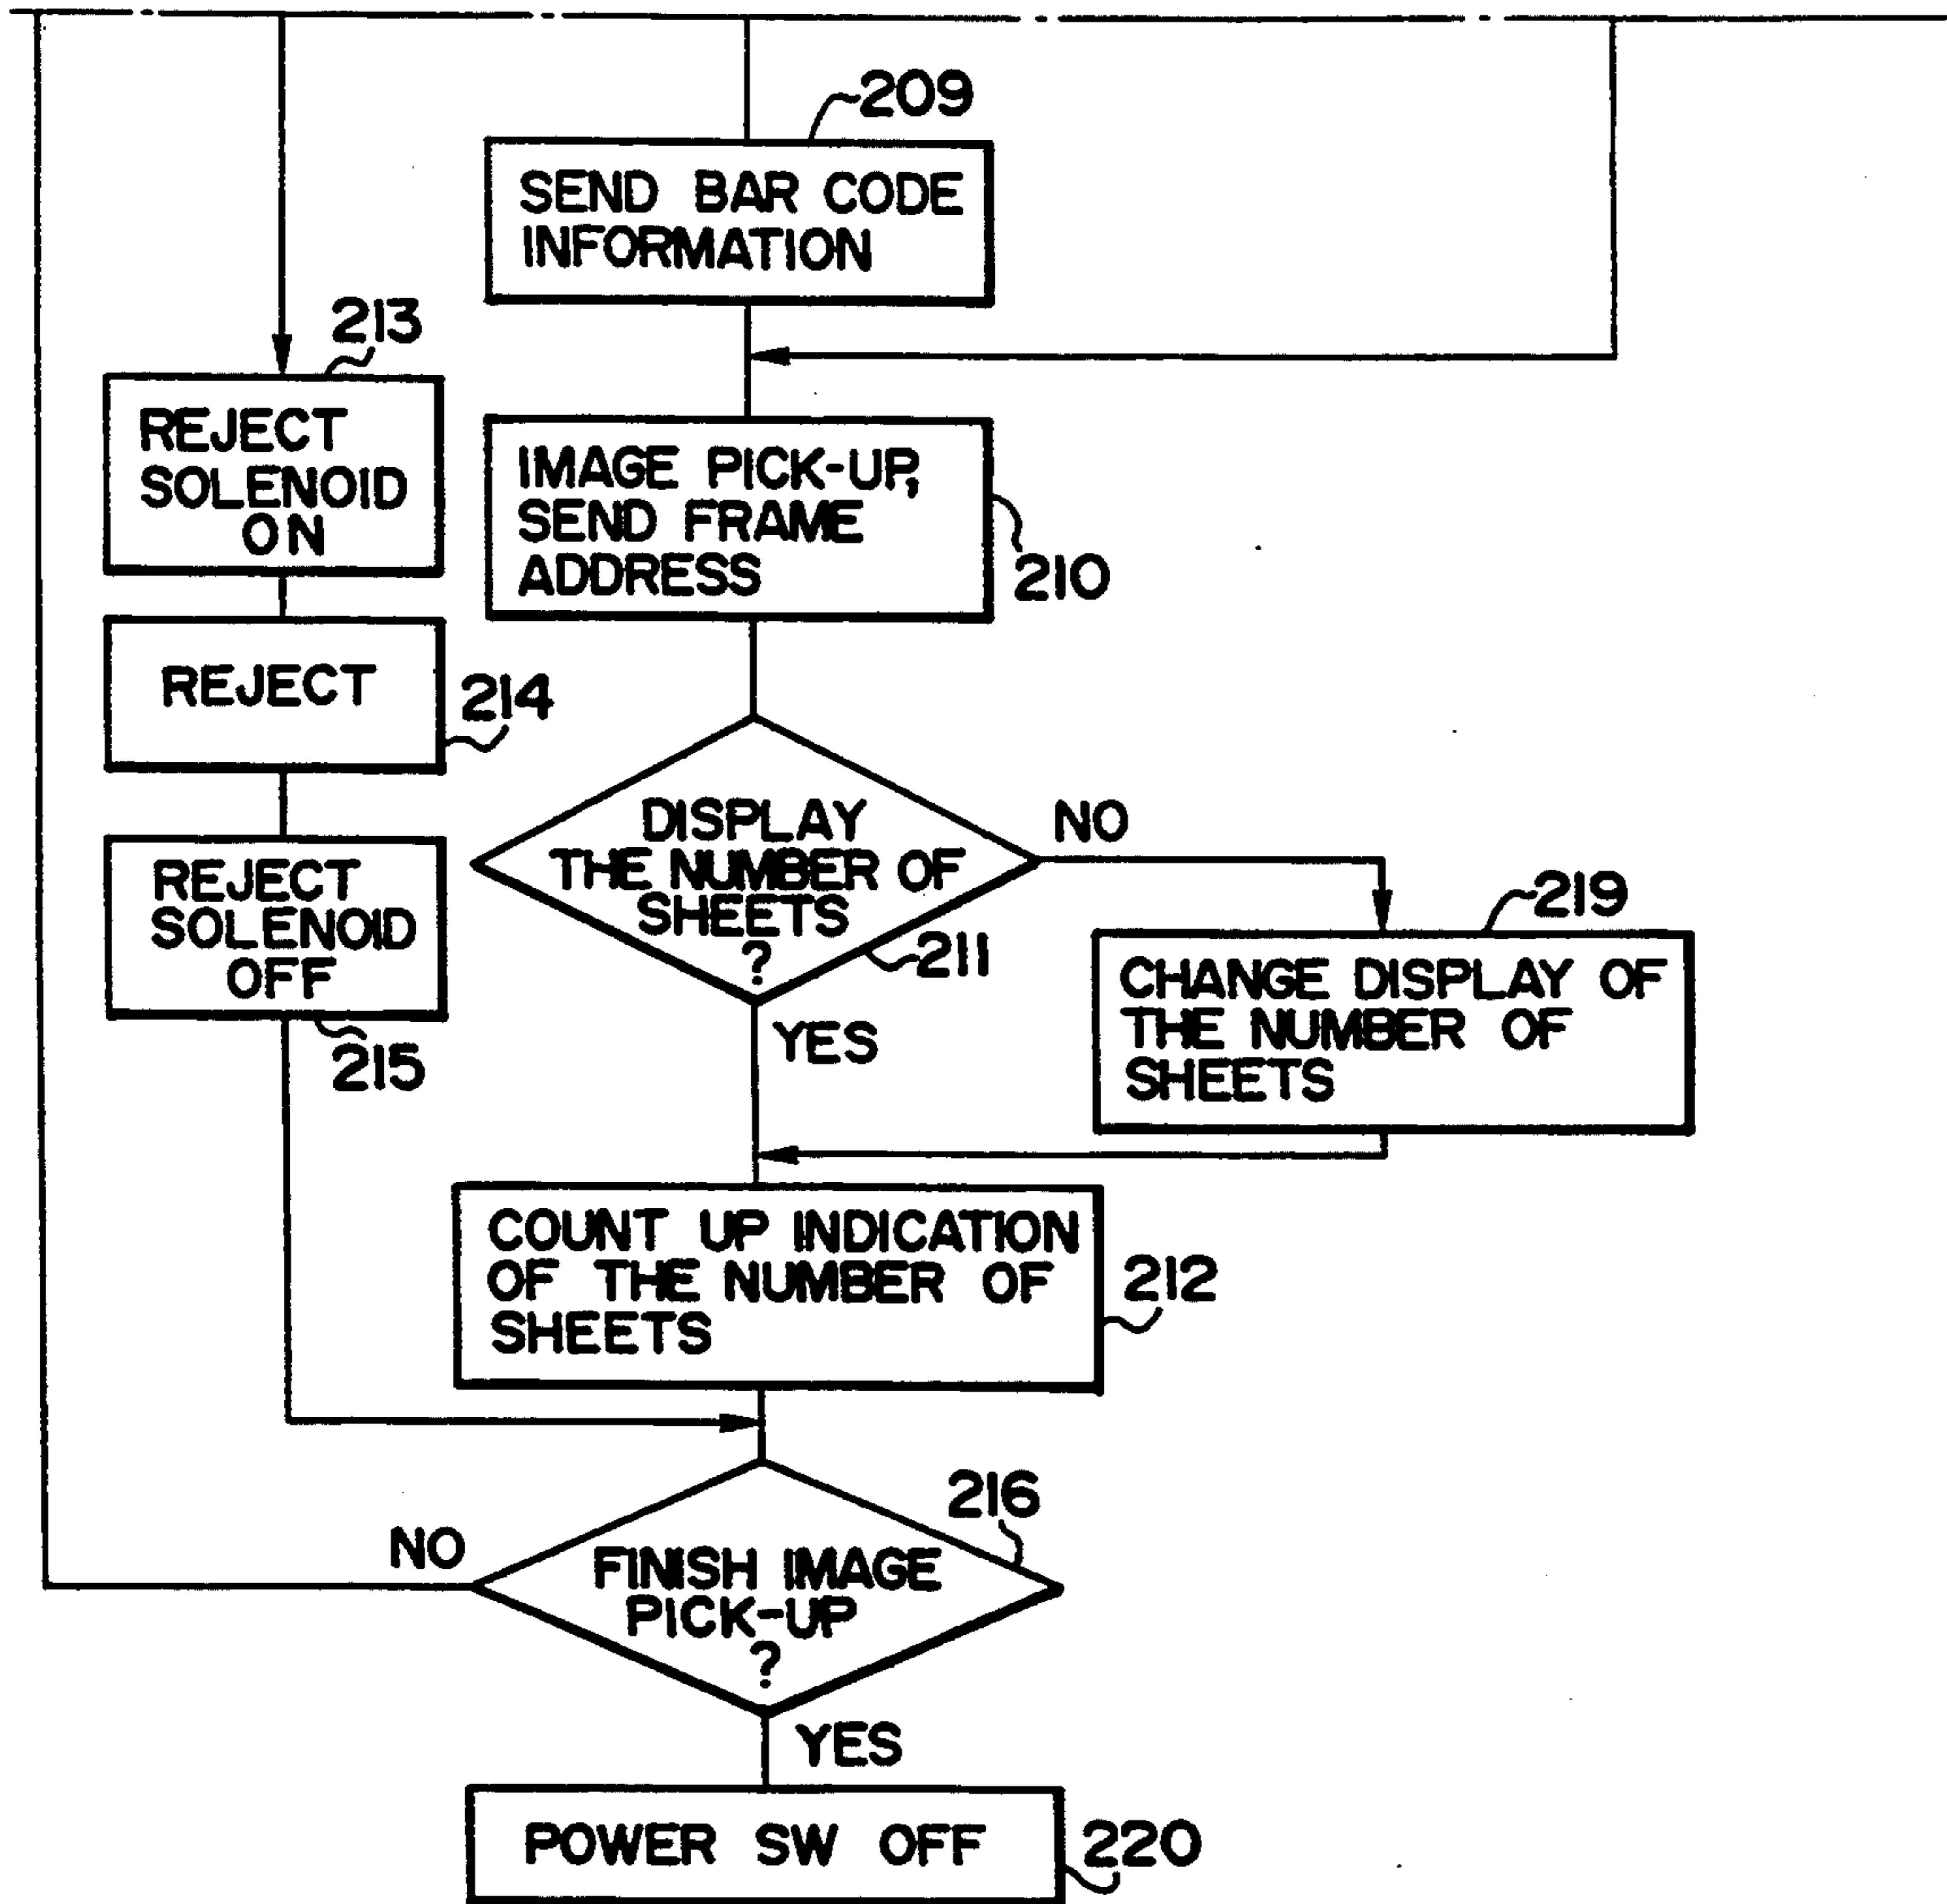 209
SEND BAR CODE
INFORMATION
213
REJECT
SOLENOID
ON
IMAGE PICK-UP,
SEND FRAME
ADDRESS
210
REJECT
214
DISPLAY
THE NUMBER OF
SHEETS
?
NO
211
YES
REJECT
SOLENOID
OFF
215
219
CHANGE DISPLAY OF
THE NUMBER OF
SHEETS
COUNT UP INDICATION
OF THE NUMBER OF
SHEETS
212
216
NO
FINISH IMAGE
PICK-UP
?
YES
POWER SW OFF
220